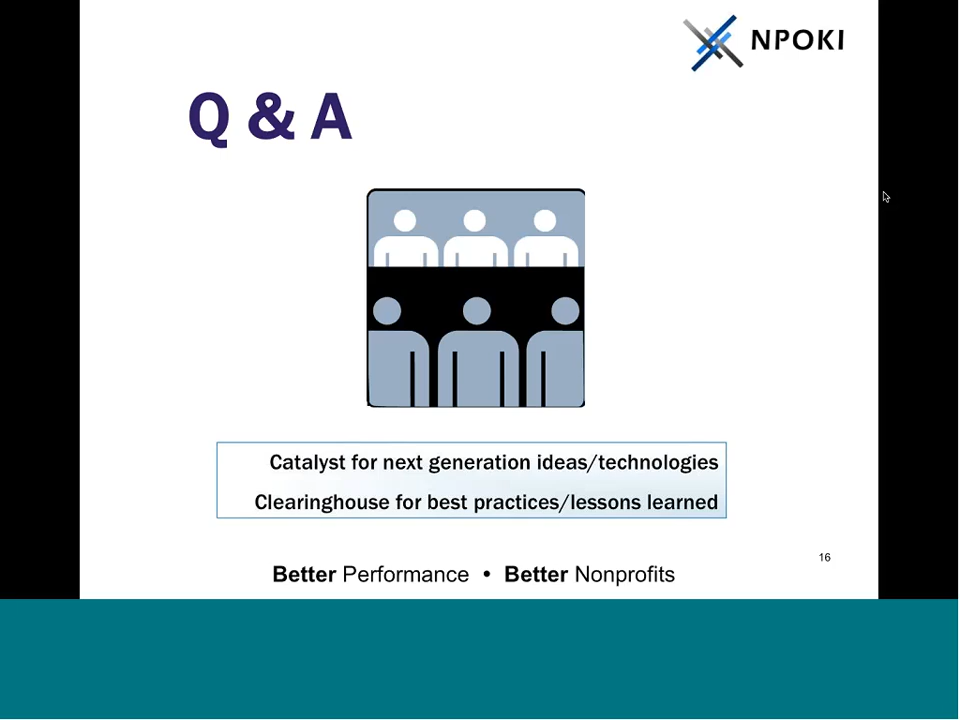 NPOKI
Q & A
Catalyst for next generation ideas/technologies
Clearinghouse for best practices/lessons learned
16
Better Performance • Better Nonprofits